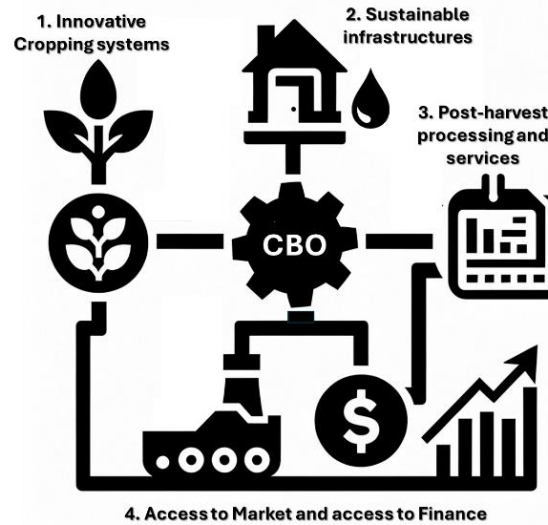 1. Innovative
Cropping systems
2. Sustainable
infrastructures
3. Post-harvest
processing and
services
CBO
$
4. Access to Market and access to Finance